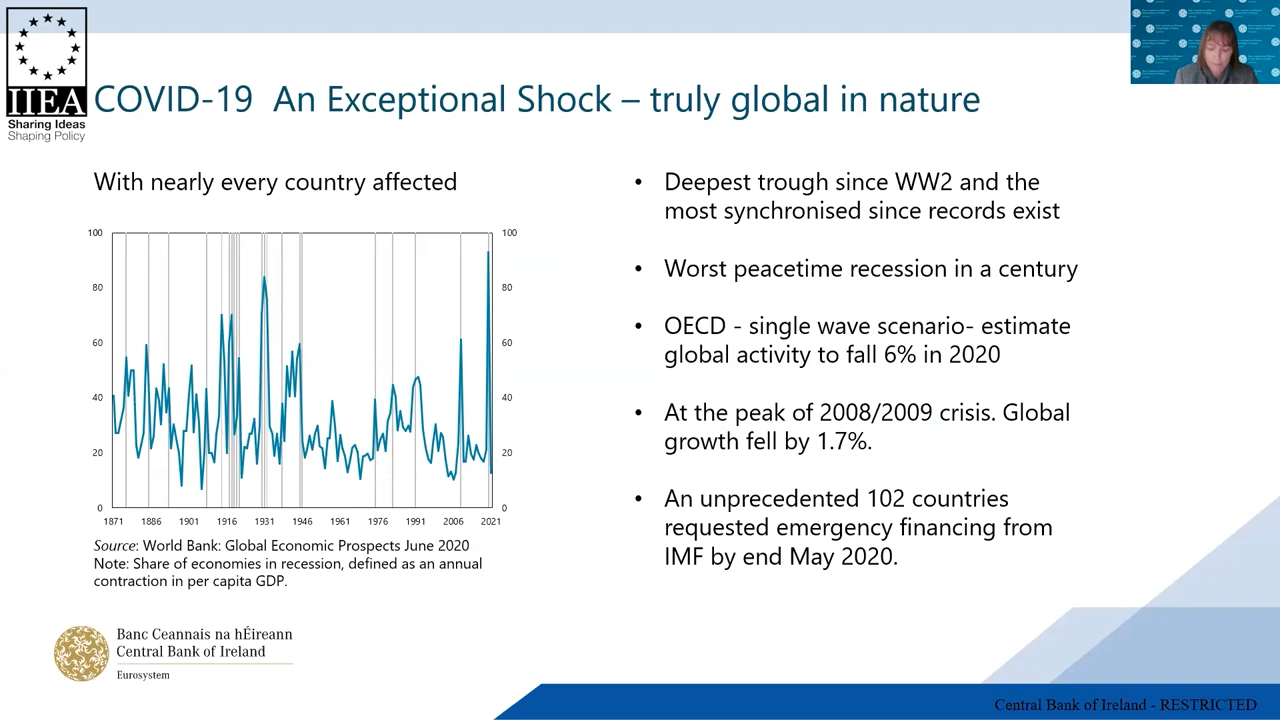 IIEA
Sharing Ideas
Shaping Policy
COVID-19 An Exceptional Shock – truly global in nature
With nearly every country affected
100
80
60
40
20
0
100
80
60
40
20
0
1871 1886 1901 1916 1931 1946 1961 1976 1991 2006 2021
Source: World Bank: Global Economic Prospects June 2020
Note: Share of economies in recession, defined as an annual
contraction in per capita GDP.
• Deepest trough since WW2 and the
most synchronised since records exist
• Worst peacetime recession in a century
• OECD - single wave scenario- estimate
global activity to fall 6% in 2020
• At the peak of 2008/2009 crisis. Global
growth fell by 1.7%.
• An unprecedented 102 countries
requested emergency financing from
IMF by end May 2020.
Banc Ceannais na hÉireann
Central Bank of Ireland
Eurosystem
Central Bank of Ireland - RESTRICTED